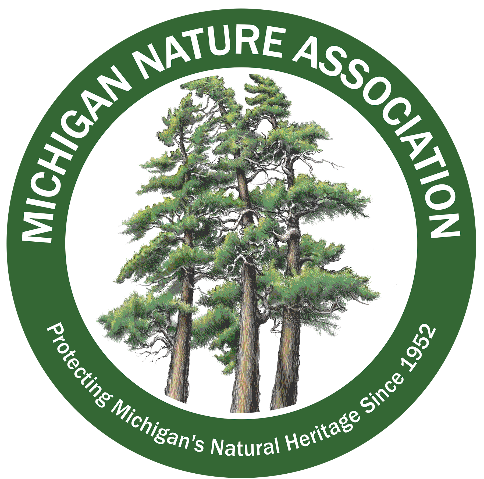 MICHIGAN NATURE ASSOCIATION
Protecting Michigan's Natural Heritage Since 1952